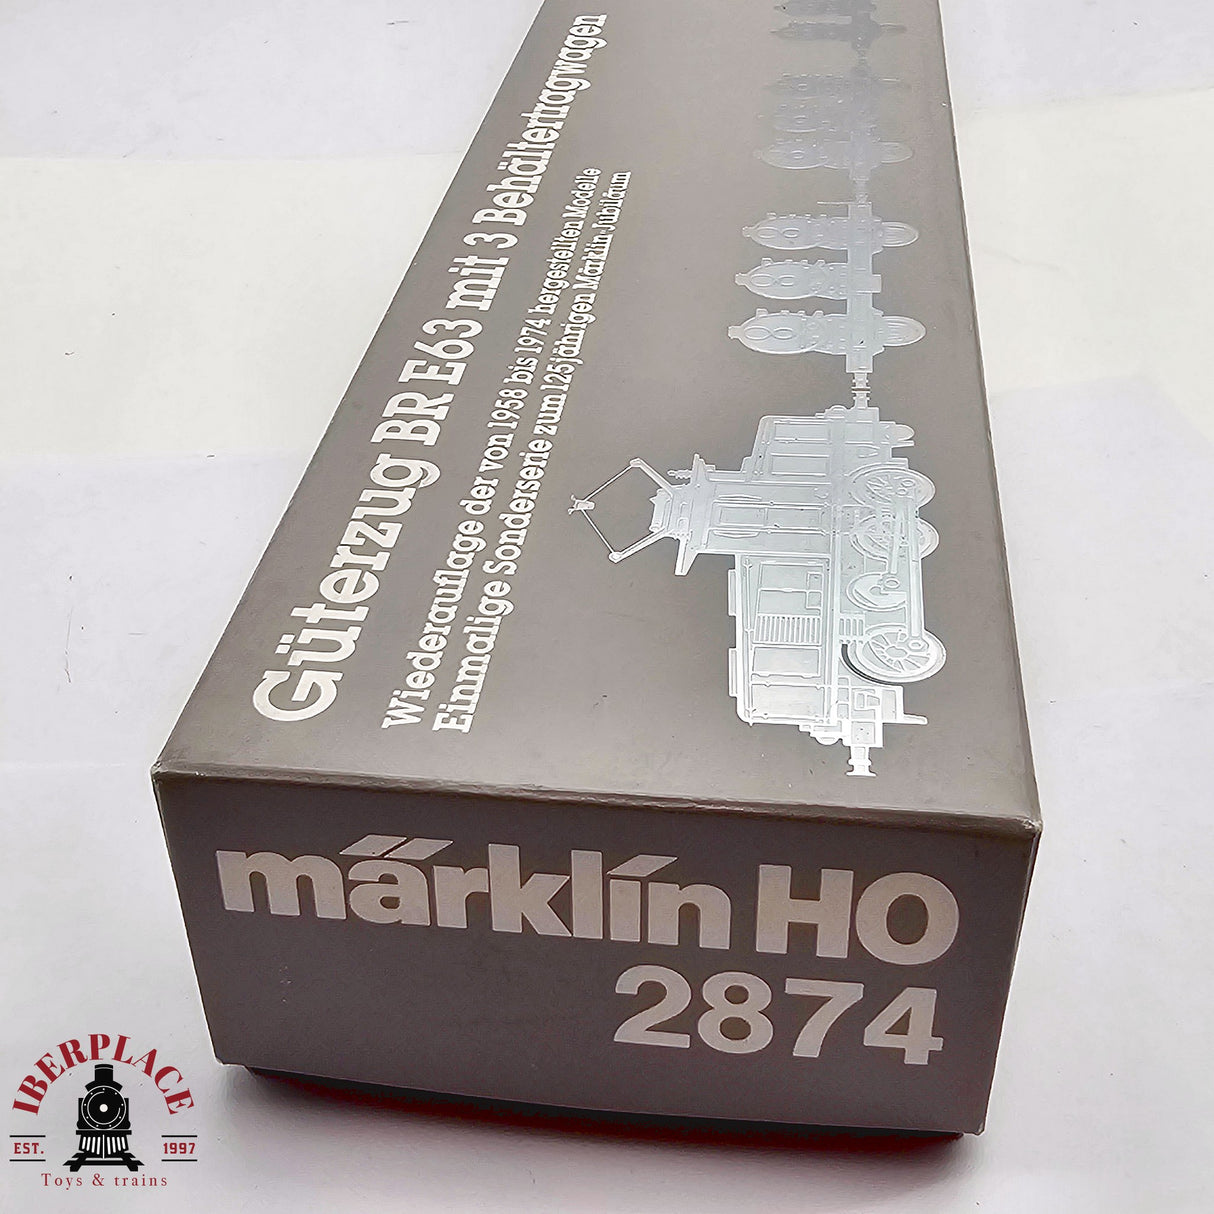 Güterzug BR E63 mit 3 Behältertragwagen
Wiederauflage der von 1958 bis 1974 hergestellten Modelle
Einmalige Sonderserie zum 125jährigen Märklin-Jubiläum
märklín HO
2874
IBERPLACE
EST. 1997
Toys & trains